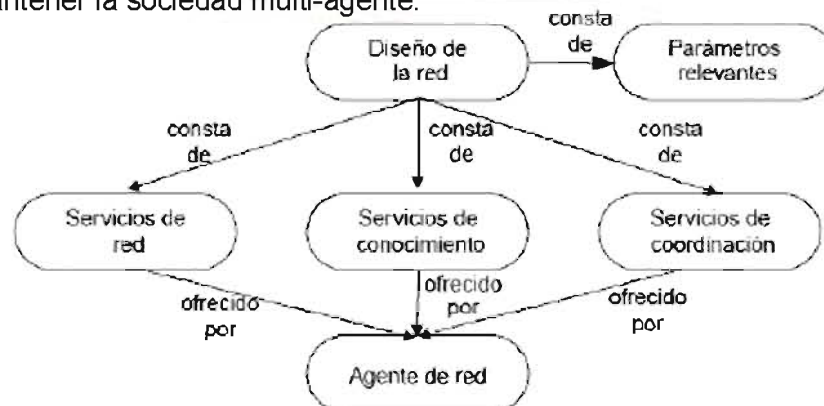 mantener la sociedad multi-agente.
Diseño de
la red
consta
de
Parámetros
relevantes
consta
de
consta
de
consta
de
Servicios de
red
Servicios de
conocimiento
Servicios de
coordinación
ofrecido
por
ofrecido
por
ofrecido
por
Agente de red